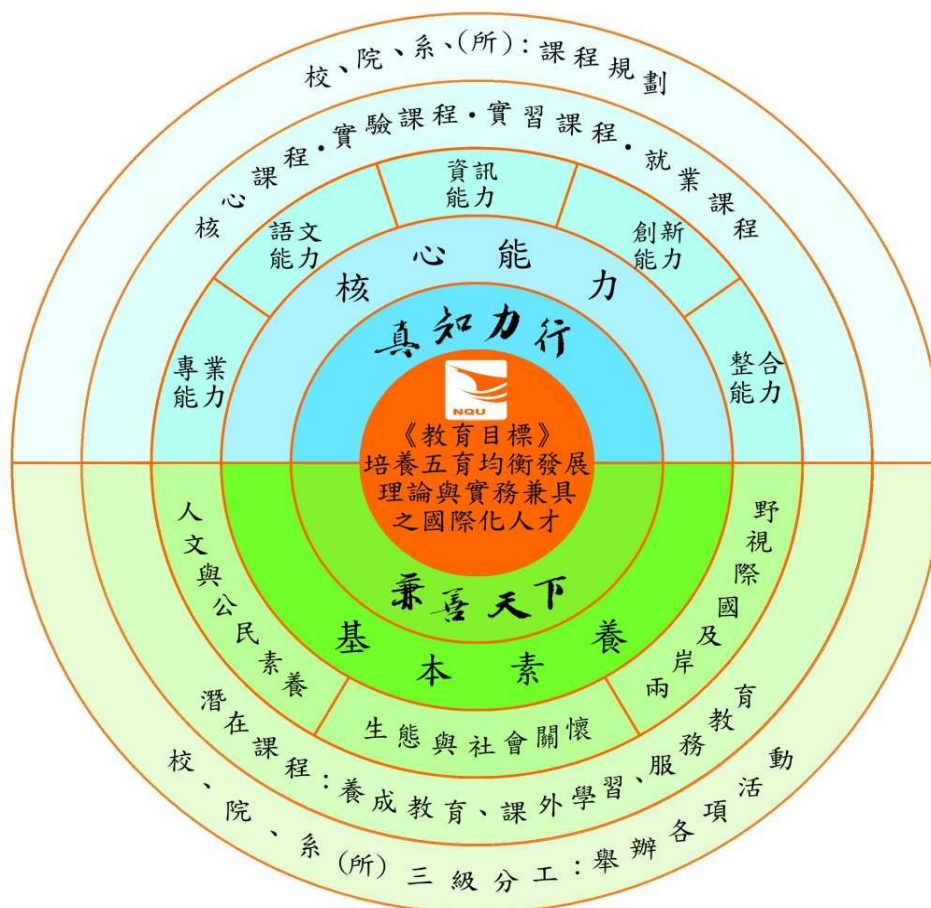 校、院、系、(所):課程規劃
核心課程·實驗課程·實習課程·就業課程
專業
能力
語文
能力
資訊
能力
創新
能力
整合
能力
核心能力
真知力行
NQU
《教育目標》
培養五育均衡發展
理論與實務兼具
之國際化人才
兼善天下
基本素養
人文與公民素養
生態與社會關懷
兩岸及國際視野
潛在課程:養成教育、課外學習、服務教育
校、院、系(所)三級分工:舉辦各項活動